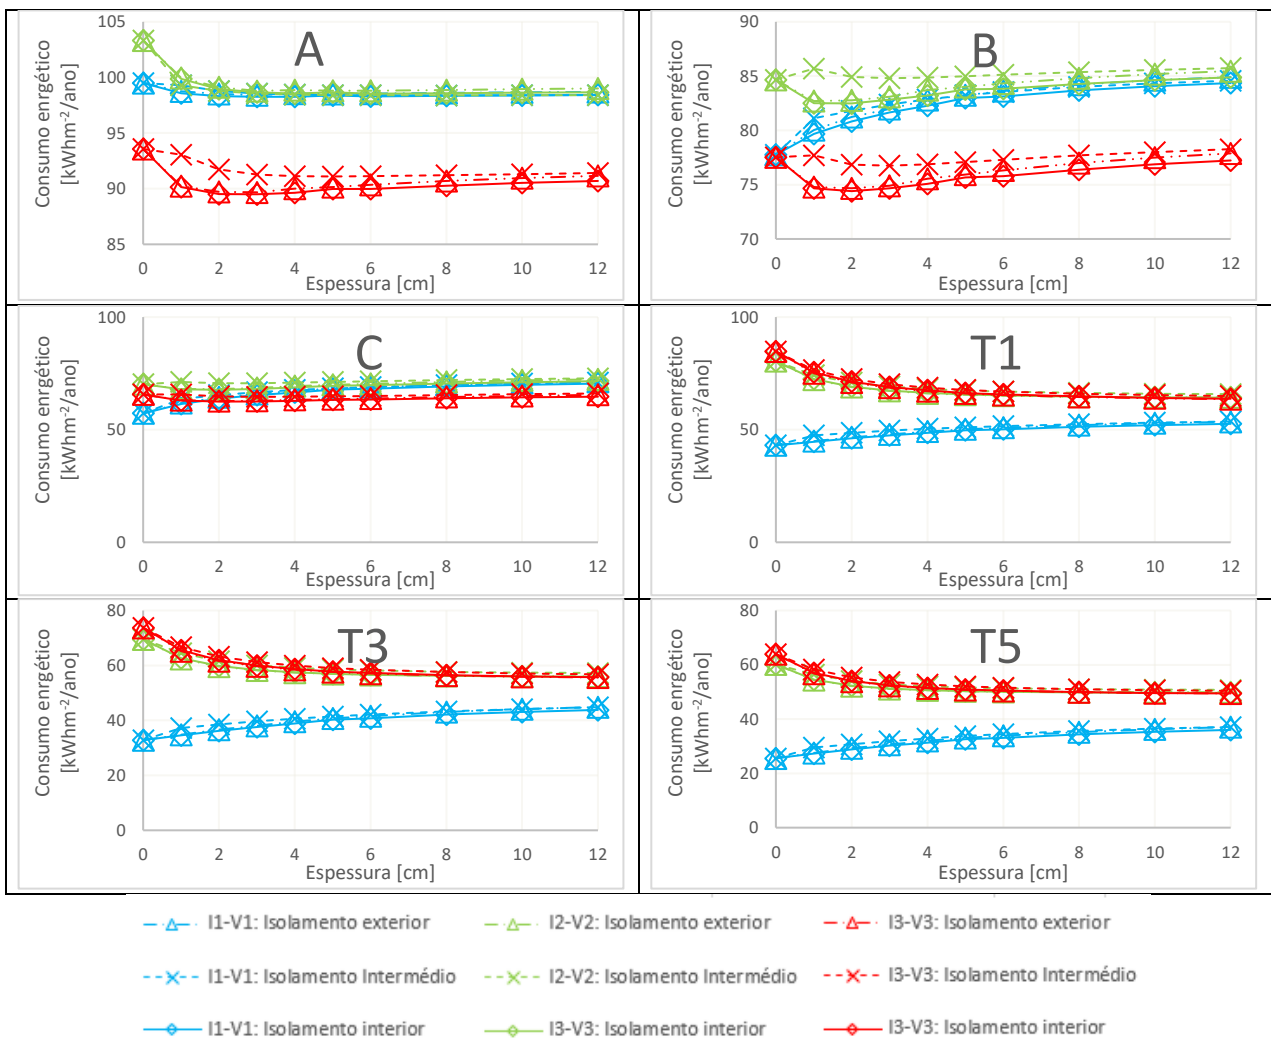 A
Consumo enrgético
[kWhm⁻²/ano]
105
100
95
90
85
0 2 4 6 8 10 12
Espessura [cm]
B
Consumo enrgético
[kWhm⁻²/ano]
90
85
80
75
70
0 2 4 6 8 10 12
Espessura [cm]
C
Consumo enrgético
[kWhm⁻²/ano]
100
50
0
0 2 4 6 8 10 12
Espessura [cm]
T1
Consumo enrgético
[kWhm⁻²/ano]
100
50
0
0 2 4 6 8 10 12
Espessura [cm]
T3
Consumo enrgético
[kWhm⁻²/ano]
80
60
40
20
0
0 2 4 6 8 10 12
Espessura [cm]
T5
Consumo enrgético
[kWhm⁻²/ano]
80
60
40
20
0
0 2 4 6 8 10 12
Espessura [cm]
I1-V1: Isolamento exterior I2-V2: Isolamento exterior I3-V3: Isolamento exterior
I1-V1: Isolamento Intermédio I2-V2: Isolamento Intermédio I3-V3: Isolamento Intermédio
I1-V1: Isolamento interior I3-V3: Isolamento interior I3-V3: Isolamento interior